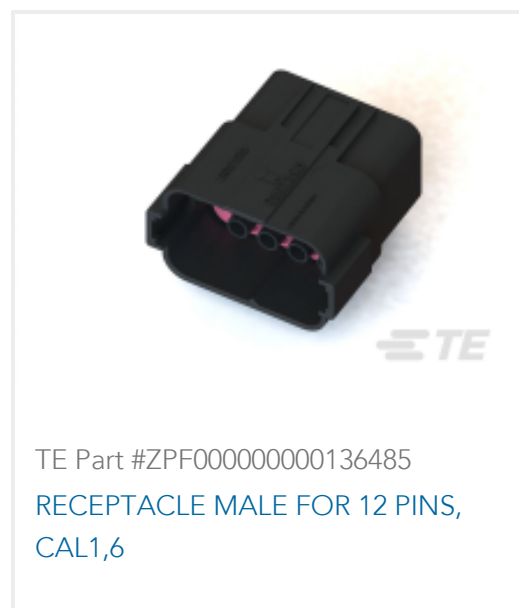 TE
TE Part #ZPF000000000136485
RECEPTACLE MALE FOR 12 PINS,
CAL1,6